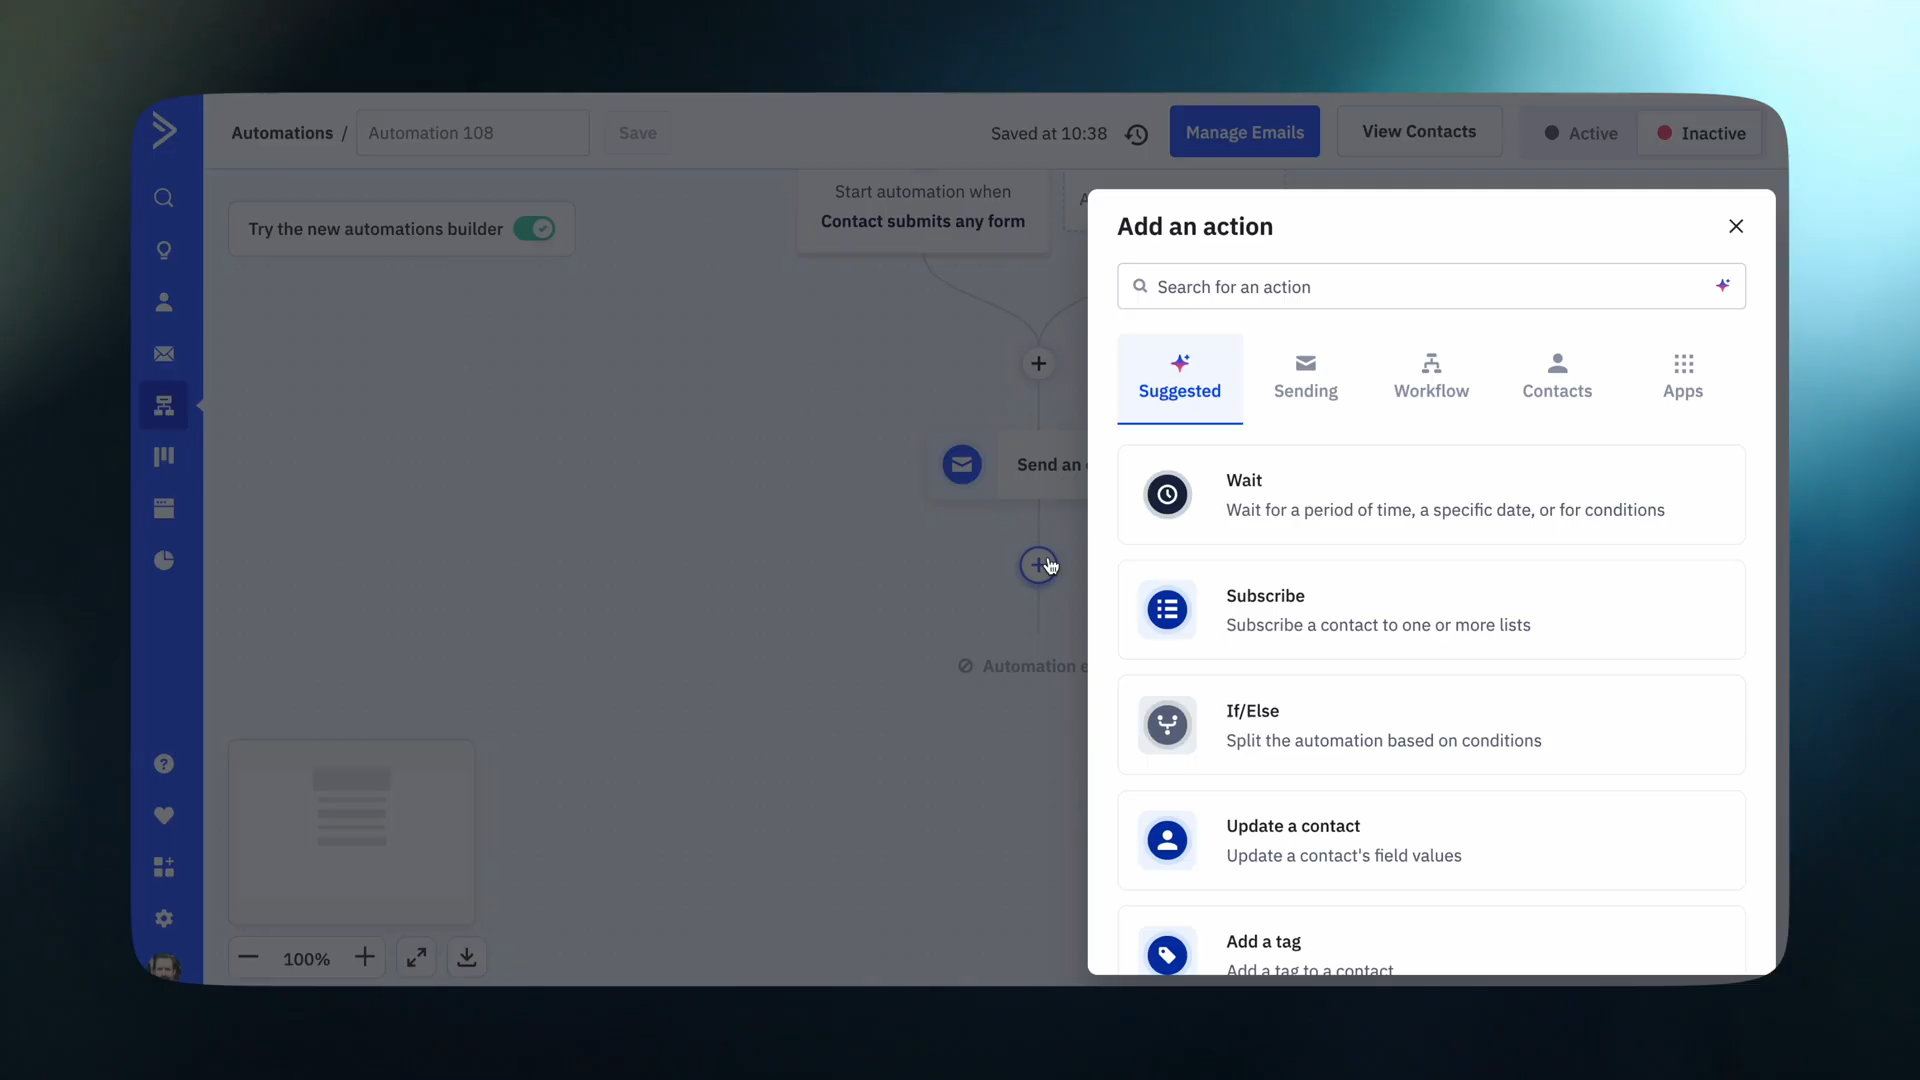 Automations /
Automation 108
Save
Saved at 10:38
Manage Emails
View Contacts
Active
Inactive
Try the new automations builder
Start automation when
Contact submits any form
Send an
Automation
100%
Add an action
Search for an action
Suggested
Sending
Workflow
Contacts
Apps
Wait
Wait for a period of time, a specific date, or for conditions
Subscribe
Subscribe a contact to one or more lists
If/Else
Split the automation based on conditions
Update a contact
Update a contact's field values
Add a tag
Add a tag to a contact